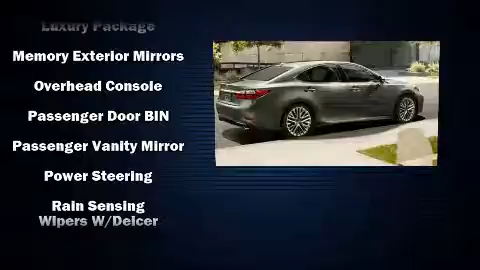 Luxury Package
Memory Exterior Mirrors
Overhead Console
Passenger Door BIN
Passenger Vanity Mirror
Power Steering
Rain Sensing
Wipers W/Deicer